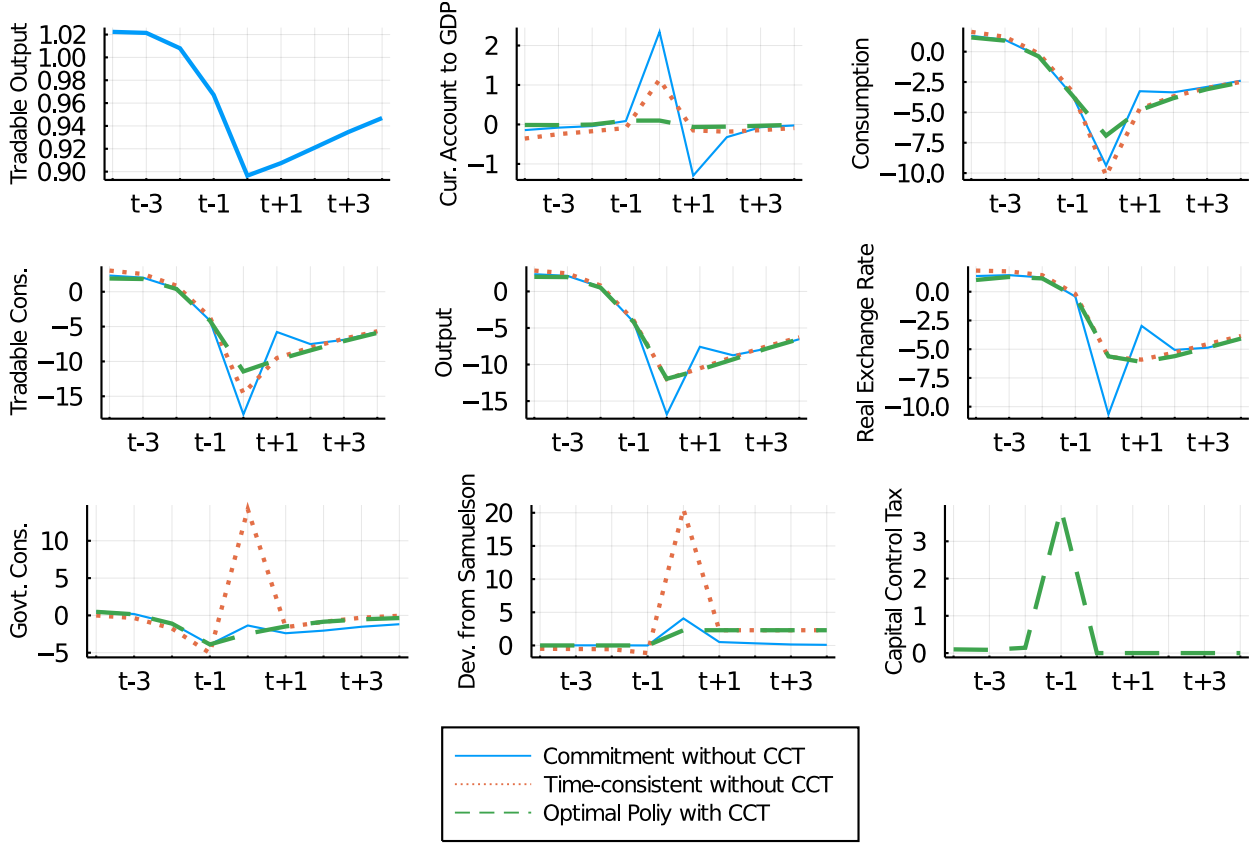 Tradable Output
1.02
1.00
0.98
0.96
0.94
0.92
0.90
t-3 t-1 t+1 t+3
Cur. Account to GDP
2
1
0
−1
t-3 t-1 t+1 t+3
Consumption
0.0
−2.5
−5.0
−7.5
−10.0
t-3 t-1 t+1 t+3
Tradable Cons.
0
−5
−10
−15
t-3 t-1 t+1 t+3
Output
0
−5
−10
−15
t-3 t-1 t+1 t+3
Real Exchange Rate
0.0
−2.5
−5.0
−7.5
−10.0
t-3 t-1 t+1 t+3
Govt. Cons.
10
5
0
−5
t-3 t-1 t+1 t+3
Dev. from Samuelson
20
15
10
5
0
t-3 t-1 t+1 t+3
Capital Control Tax
3
2
1
0
t-3 t-1 t+1 t+3
Commitment without CCT
Time-consistent without CCT
Optimal Poliy with CCT